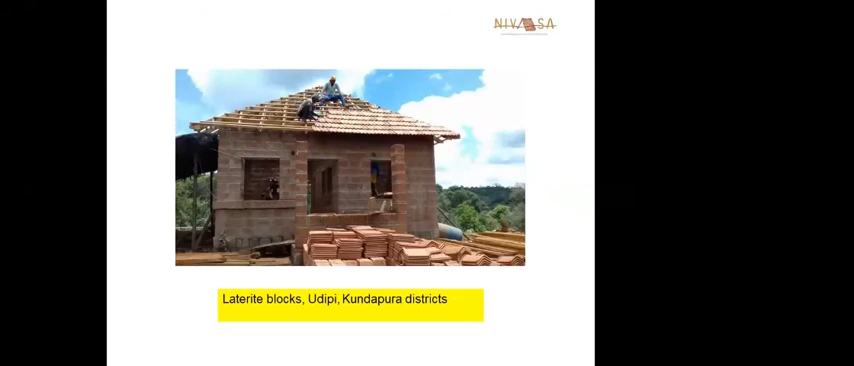 NIVASA
Laterite blocks, Udipi, Kundapura districts